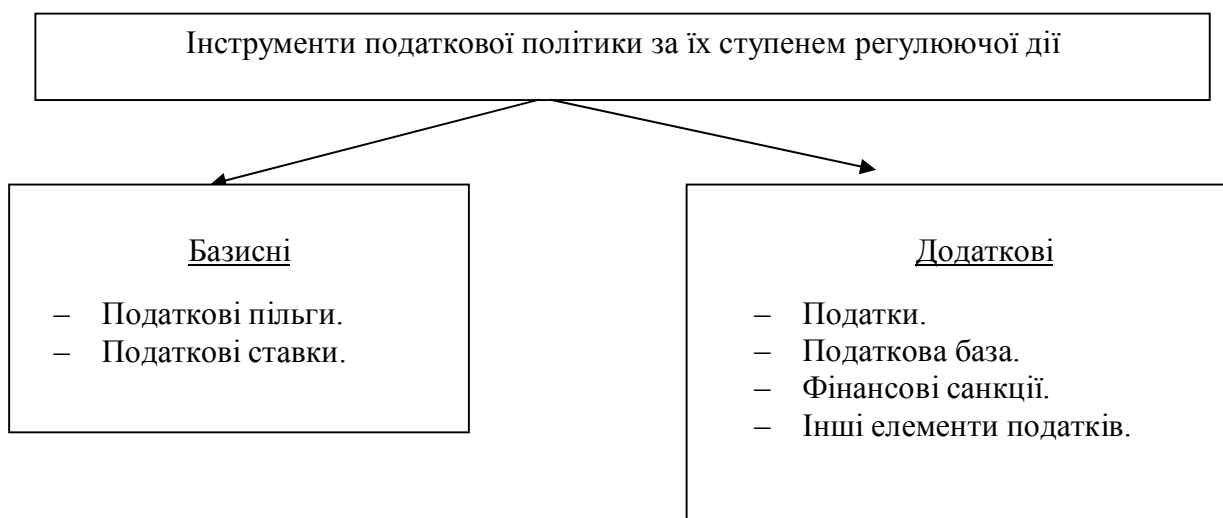 Інструменти податкової політики за їх ступенем регулюючої дії
Базисні
– Податкові пільги.
– Податкові ставки.
Додаткові
– Податки.
– Податкова база.
– Фінансові санкції.
– Інші елементи податків.